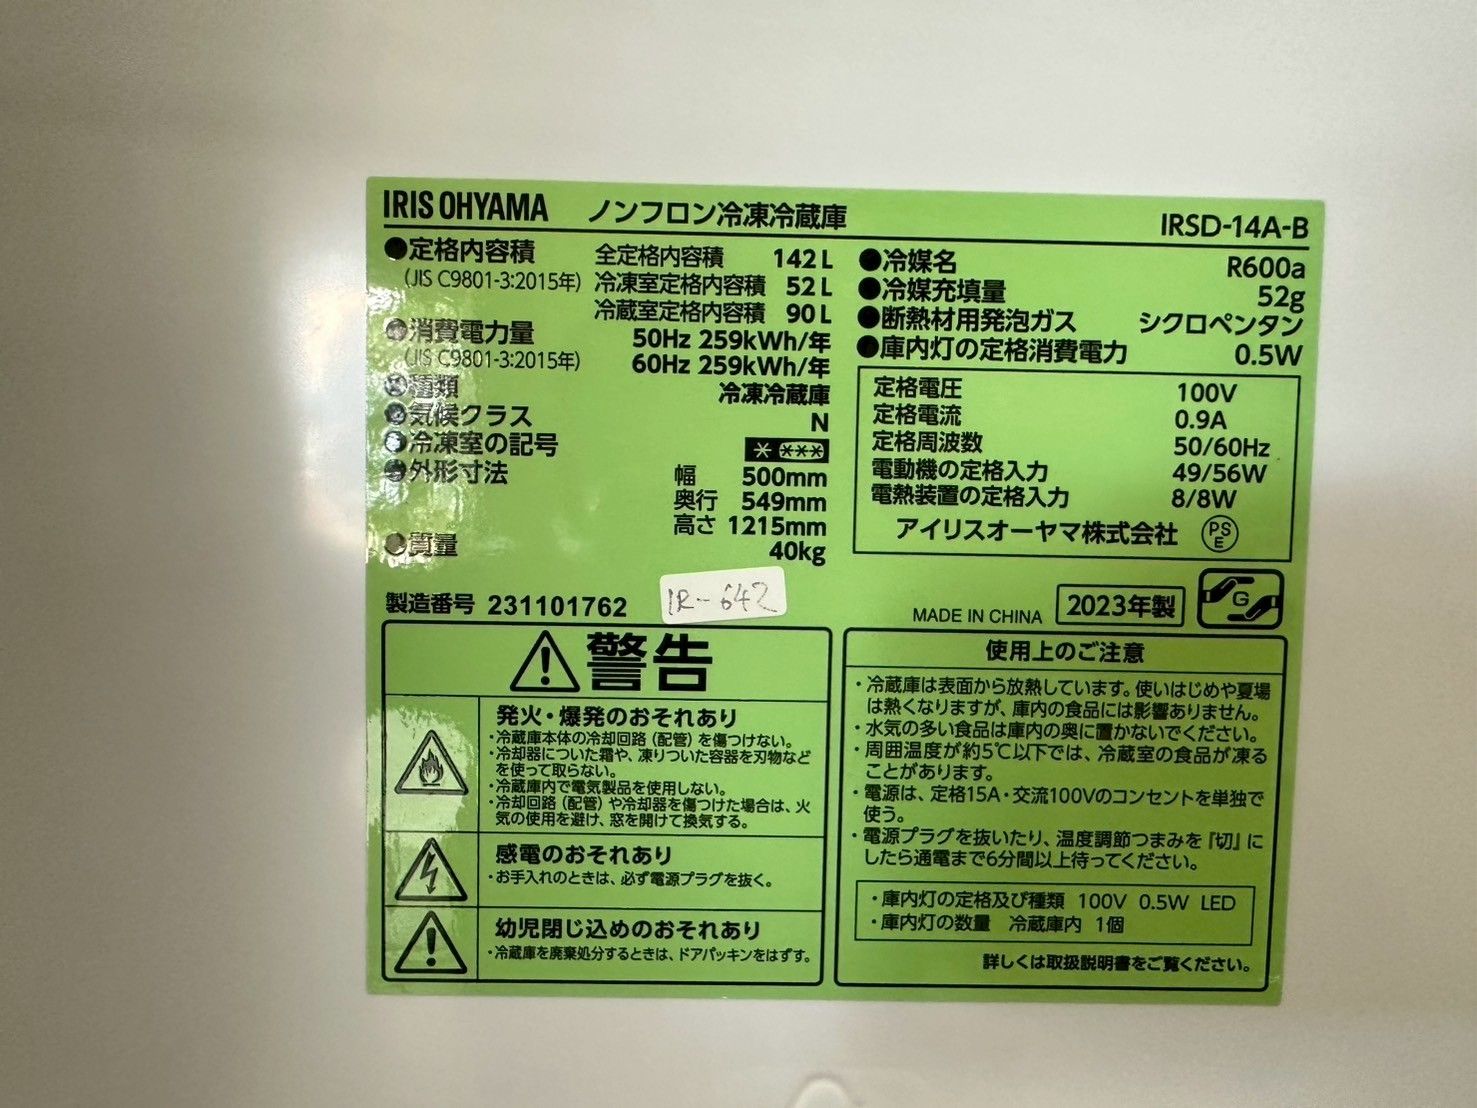 IRIS OHYAMA ノンフロン冷凍冷蔵庫 IRSD-14A-B
●定格内容積 全定格内容積 142L
(JIS C9801-3:2015年) 冷凍室定格内容積 52L
冷蔵室定格内容積 90L
●消費電力量 50Hz 259kWh/年
(JIS C9801-3:2015年) 60Hz 259kWh/年
●種類 冷凍冷蔵庫
●気候クラス N
●冷凍室の記号 * ***
●外形寸法 幅 500mm
奥行 549mm
高さ 1215mm
●質量 40kg
●冷媒名 R600a
●冷媒充填量 52g
●断熱材用発泡ガス シクロペンタン
●庫内灯の定格消費電力 0.5W
定格電圧 100V
定格電流 0.9A
定格周波数 50/60Hz
電動機の定格入力 49/56W
電熱装置の定格入力 8/8W
アイリスオーヤマ株式会社 PSE
製造番号 231101762
IR-642
MADE IN CHINA 2023年製 G
警告
発火・爆発のおそれあり
・冷蔵庫本体の冷却回路(配管)を傷つけない。
・冷却器についた霜や、凍りついた容器を刃物など
を使って取らない。
・冷蔵庫内で電気製品を使用しない。
・冷却回路(配管)や冷却器を傷つけた場合は、火
気の使用を避け、窓を開けて換気する。
感電のおそれあり
・お手入れのときは、必ず電源プラグを抜く。
幼児閉じ込めのおそれあり
・冷蔵庫を廃棄処分するときは、ドアパッキンをはずす。
使用上のご注意
・冷蔵庫は表面から放熱しています。使いはじめや夏場
は熱くなりますが、庫内の食品には影響ありません。
・水気の多い食品は庫内の奥に置かないでください。
・周囲温度が約5℃以下では、冷蔵室の食品が凍る
ことがあります。
・電源は、定格15A・交流100Vのコンセントを単独で
使う。
・電源プラグを抜いたり、温度調節つまみを『切』に
したら通電まで6分間以上待ってください。
・庫内灯の定格及び種類 100V 0.5W LED
・庫内灯の数量 冷蔵庫内 1個
詳しくは取扱説明書をご覧ください。